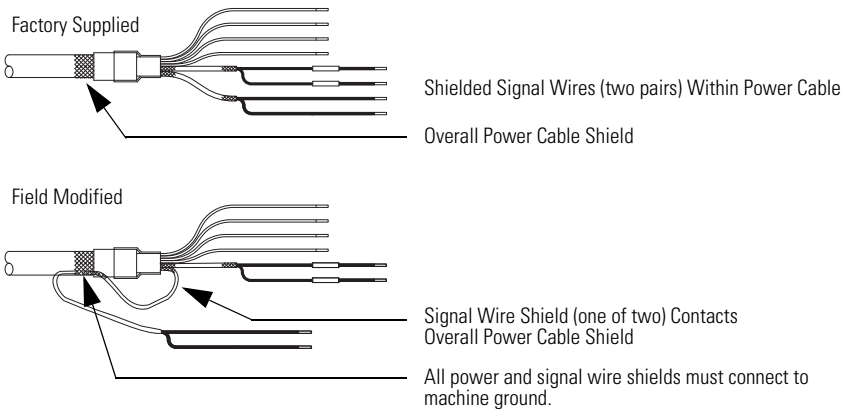 Factory Supplied
Shielded Signal Wires (two pairs) Within Power Cable
Overall Power Cable Shield
Field Modified
Signal Wire Shield (one of two) Contacts
Overall Power Cable Shield
All power and signal wire shields must connect to
machine ground.